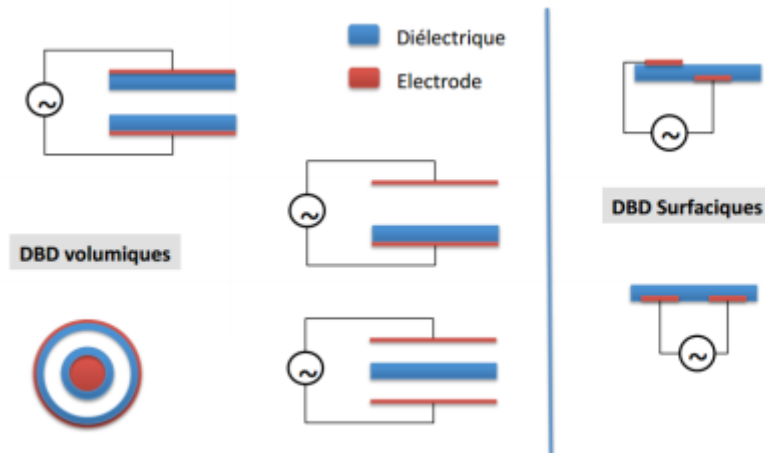 Diélectrique
Electrode
DBD volumiques
DBD Surfaciques